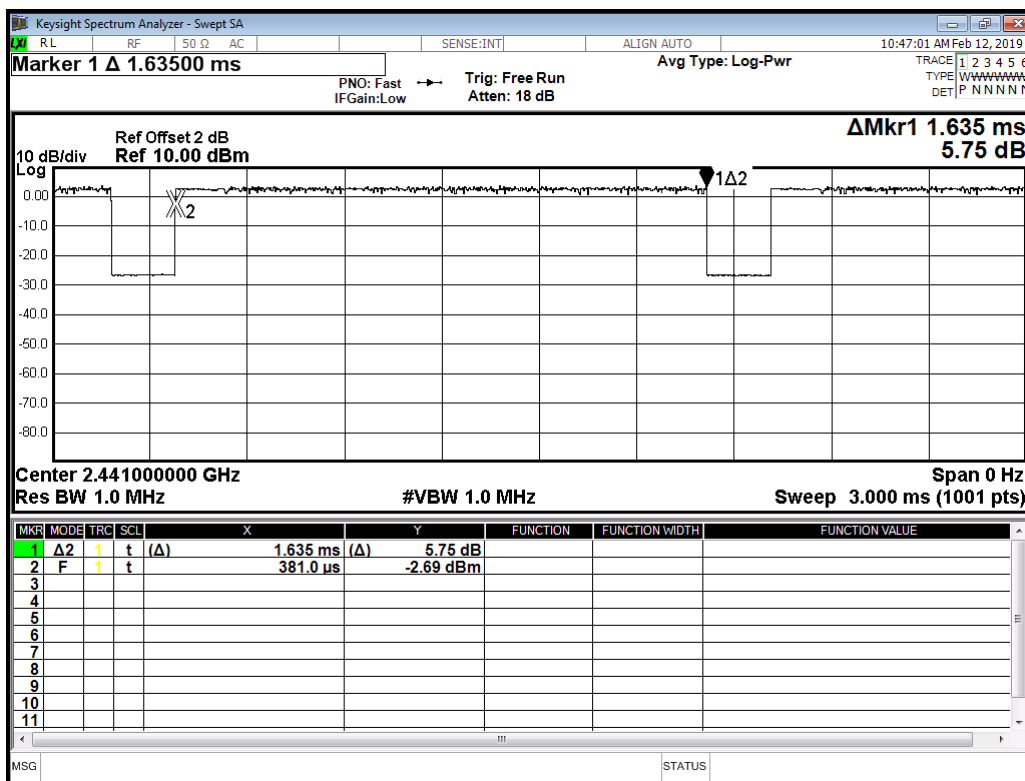 Keysight Spectrum Analyzer - Swept SA
LXI RL RF 50 Ω AC SENSE:INT ALIGN AUTO 10:47:01 AM Feb 12, 2019
Marker 1 Δ 1.63500 ms
PNO: Fast
IFGain:Low
Trig: Free Run
Atten: 18 dB
Avg Type: Log-Pwr
TRACE 1 2 3 4 5 6
TYPE WWWWWW
DET P N N N N N
Ref Offset 2 dB
10 dB/div Ref 10.00 dBm
Log
ΔMkr1 1.635 ms
5.75 dB
1Δ2
0.00
2
-10.0
-20.0
-30.0
-40.0
-50.0
-60.0
-70.0
-80.0
Center 2.441000000 GHz Span 0 Hz
Res BW 1.0 MHz #VBW 1.0 MHz Sweep 3.000 ms (1001 pts)
MKR MODE TRC SCL X Y FUNCTION FUNCTION WIDTH FUNCTION VALUE
1 Δ2 1 t (Δ) 1.635 ms (Δ) 5.75 dB
2 F 1 t 381.0 µs -2.69 dBm
3
4
5
6
7
8
9
10
11
MSG STATUS